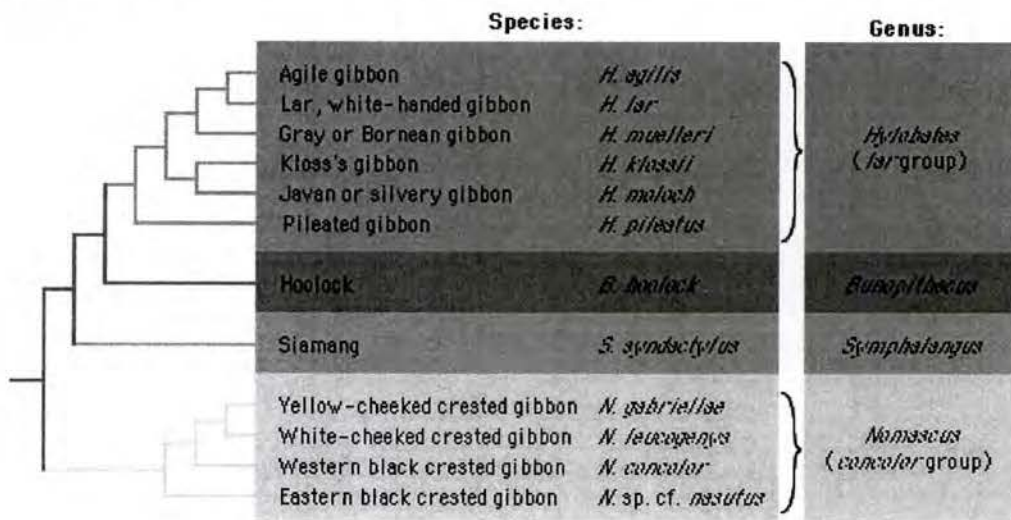 Species: Genus:
Agile gibbon H. agilis
Lar, white-handed gibbon H. lar
Gray or Bornean gibbon H. muelleri Hylobates
Kloss's gibbon H. klossii (lar group)
Javan or silvery gibbon H. moloch
Pileated gibbon H. pileatus
Hoolock B. hoolock Bunopithecus
Siamang S. syndactylus Symphalangus
Yellow-cheeked crested gibbon N. gabriellae
White-cheeked crested gibbon N. leucogenys Nomascus
Western black crested gibbon N. concolor (concolor group)
Eastern black crested gibbon N. sp. cf. nasutus